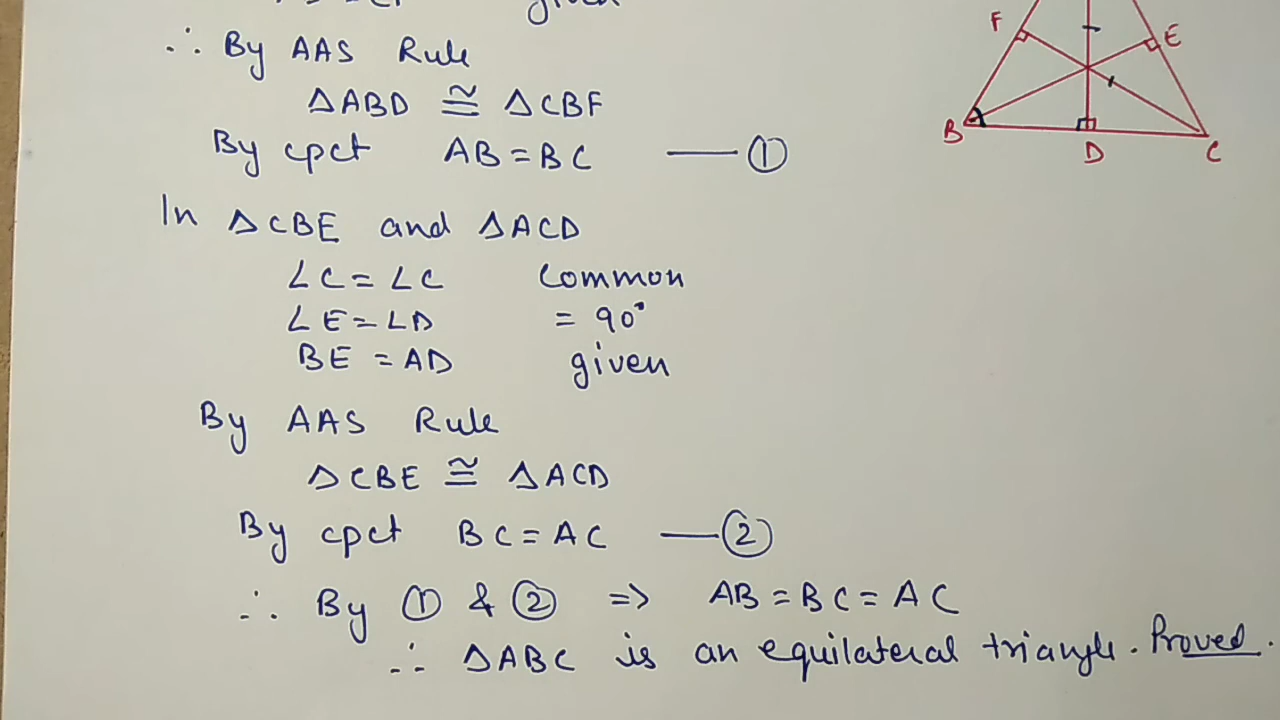 given
∴ By AAS Rule
ΔABD ≅ ΔCBF
By cpct AB = BC —①
In ΔCBE and ΔACD
∠C = ∠C Common
∠E = ∠D = 90°
BE = AD given
By AAS Rule
ΔCBE ≅ ΔACD
By cpct BC = AC —②
∴ By ① & ② => AB = BC = AC
∴ ΔABC is an equilateral triangle. Proved.
F
E
B
D
C